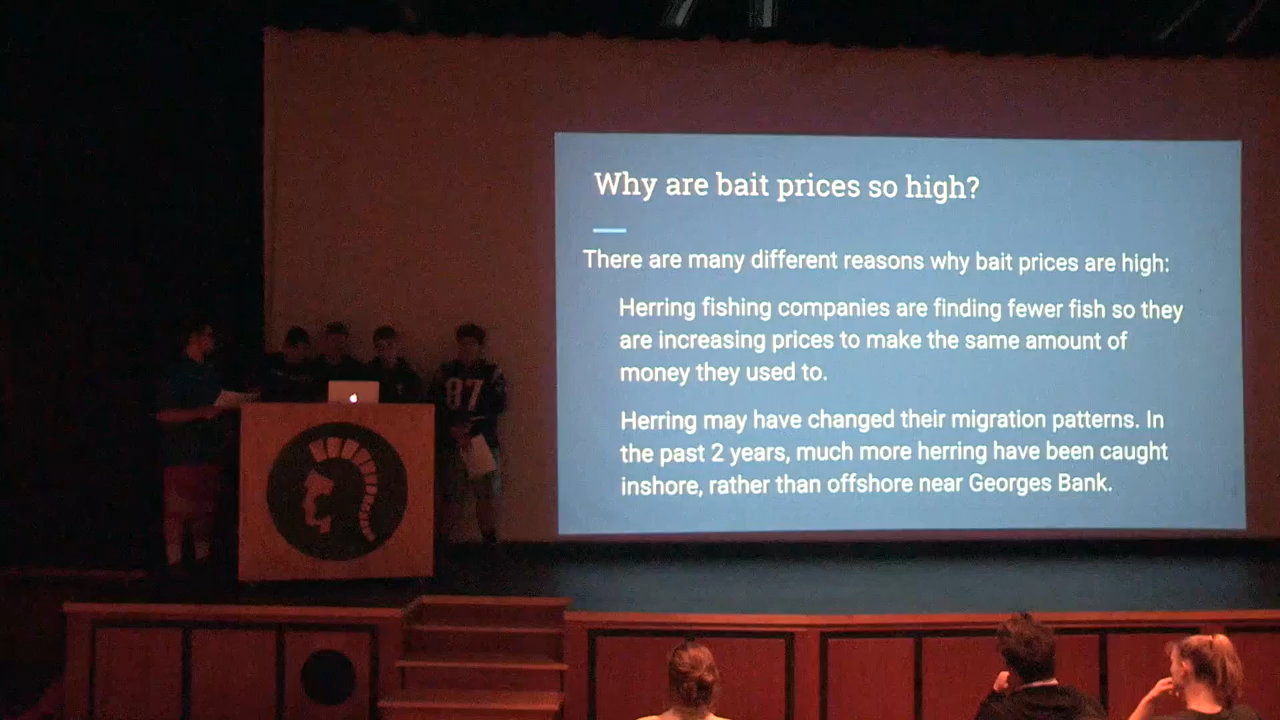 Why are bait prices so high?
There are many different reasons why bait prices are high:
Herring fishing companies are finding fewer fish so they
are increasing prices to make the same amount of
money they used to.
Herring may have changed their migration patterns. In
the past 2 years, much more herring have been caught
inshore, rather than offshore near Georges Bank.
87